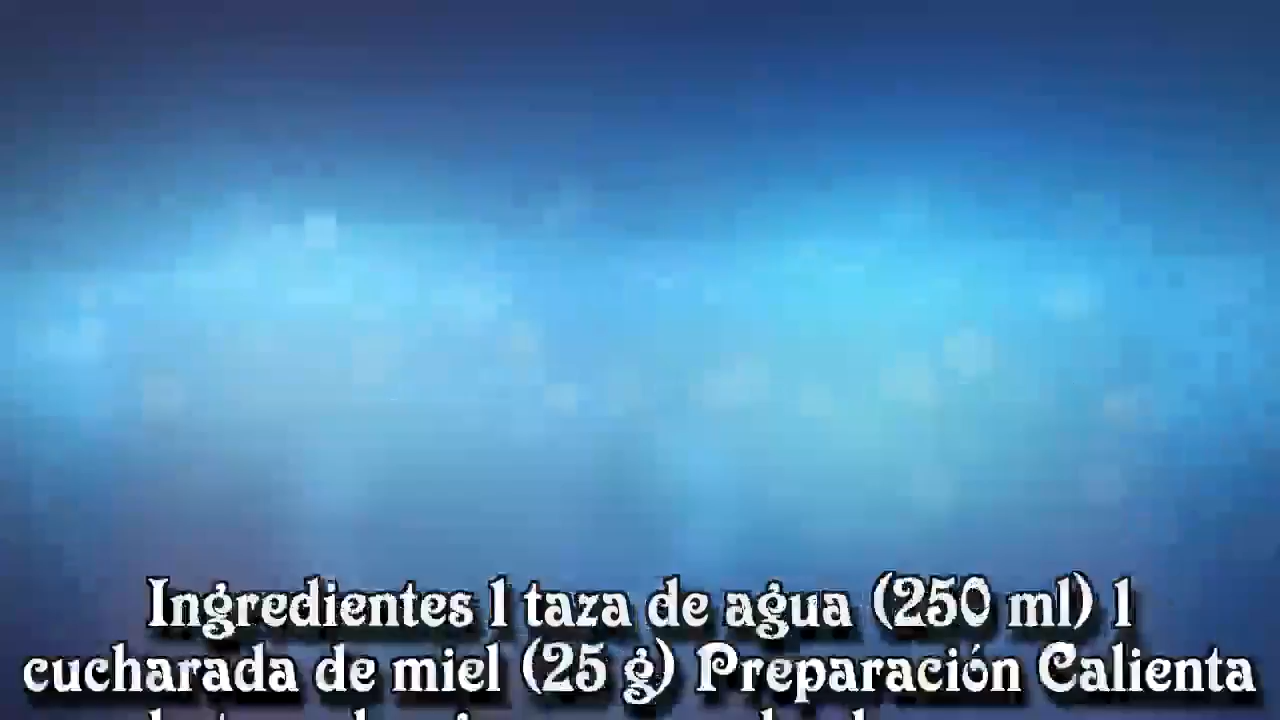 Ingredientes 1 taza de agua (250 ml) 1
cucharada de miel (25 g) Preparación Calienta